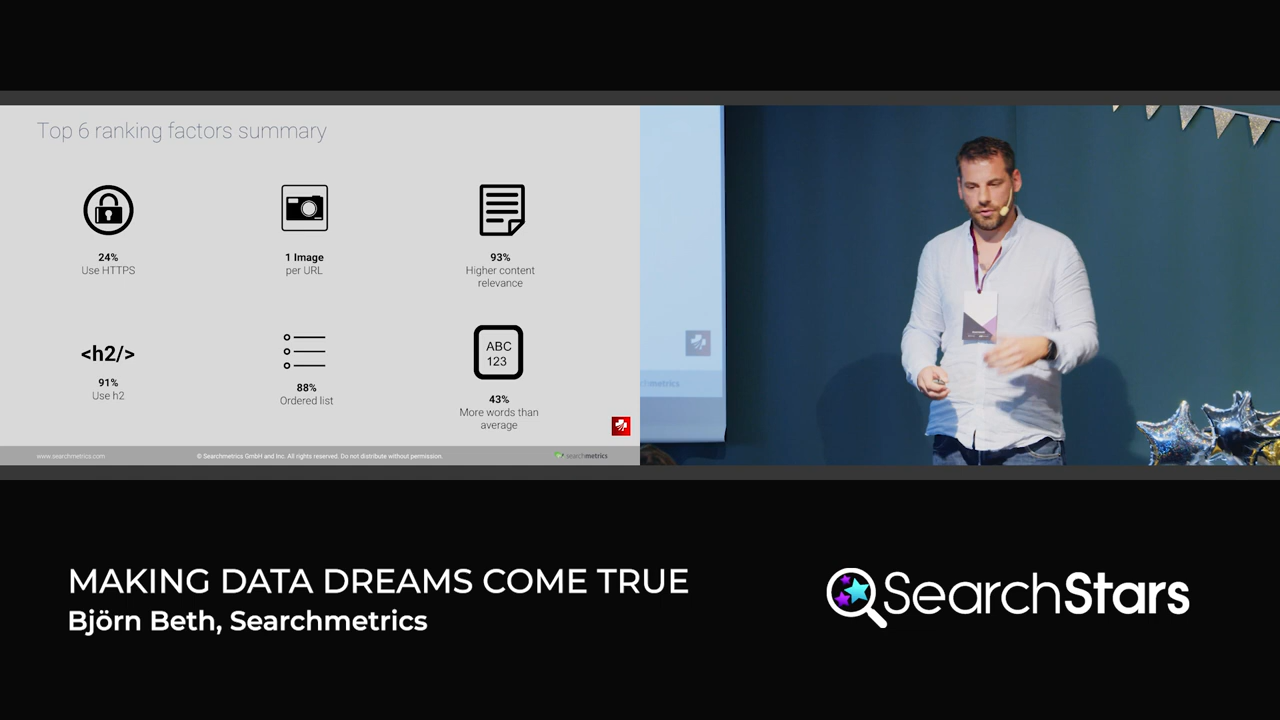 Top 6 ranking factors summary
24%
Use HTTPS
1 Image
per URL
93%
Higher content
relevance
<h2/>
91%
Use h2
88%
Ordered list
ABC
123
43%
More words than
average
www.searchmetrics.com
© Searchmetrics GmbH and Inc. All rights reserved. Do not distribute without permission.
searchmetrics
MAKING DATA DREAMS COME TRUE
Björn Beth, Searchmetrics
SearchStars